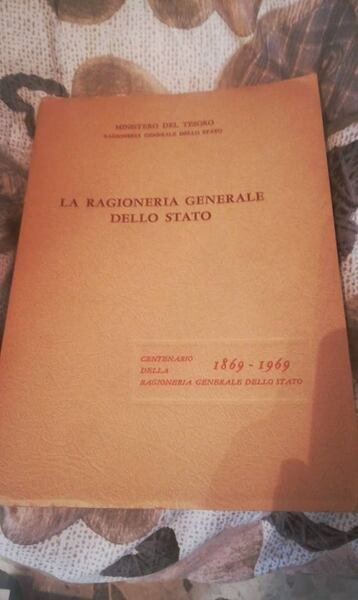 MINISTERO DEL TESORO
RAGIONERIA GENERALE DELLO STATO
LA RAGIONERIA GENERALE
DELLO STATO
CENTENARIO
DELLA 1869-1969
RAGIONERIA GENERALE DELLO STATO